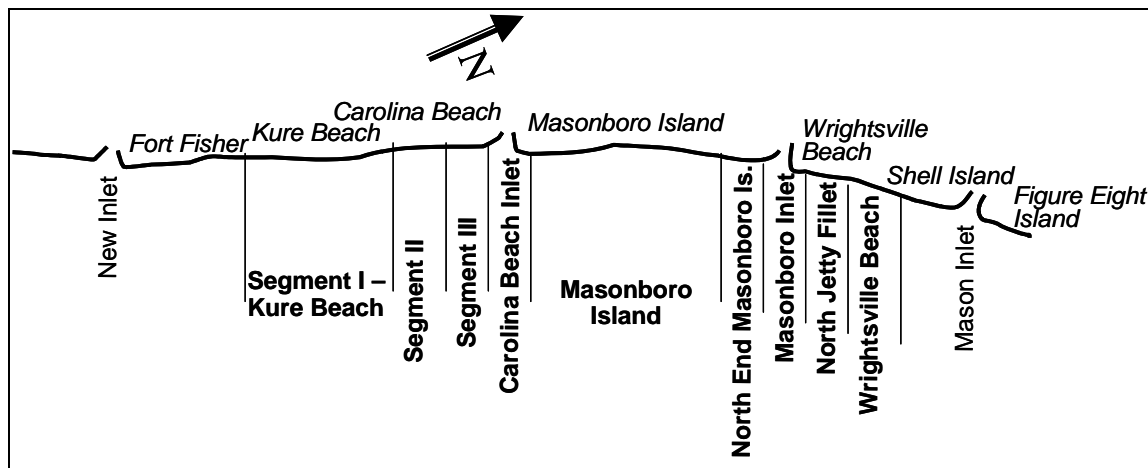 N
Carolina Beach
Masonboro Island
Wrightsville
Beach
Fort Fisher
Kure Beach
Shell Island
Figure Eight
Island
New Inlet
Segment I –
Kure Beach
Segment II
Segment III
Carolina Beach Inlet
Masonboro
Island
North End Masonboro Is.
Masonboro Inlet
North Jetty Fillet
Wrightsville Beach
Mason Inlet